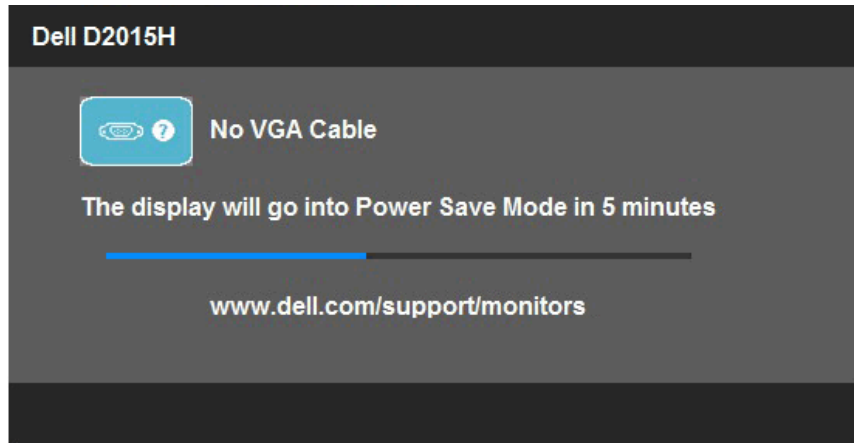 Dell D2015H
? No VGA Cable
The display will go into Power Save Mode in 5 minutes
www.dell.com/support/monitors